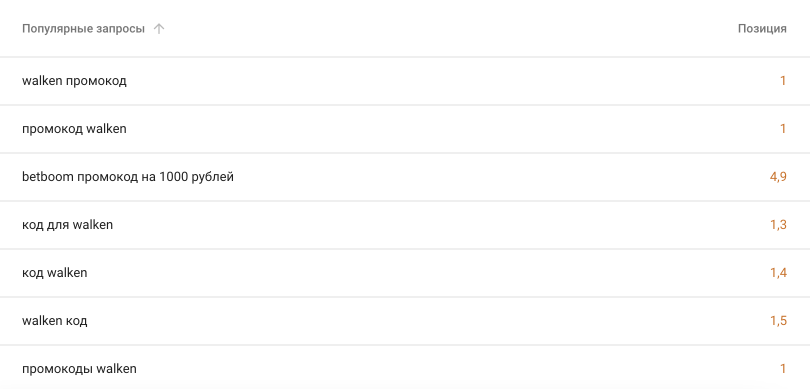 Популярные запросы ↑ Позиция
walken промокод 1
промокод walken 1
betboom промокод на 1000 рублей 4,9
код для walken 1,3
код walken 1,4
walken код 1,5
промокоды walken 1